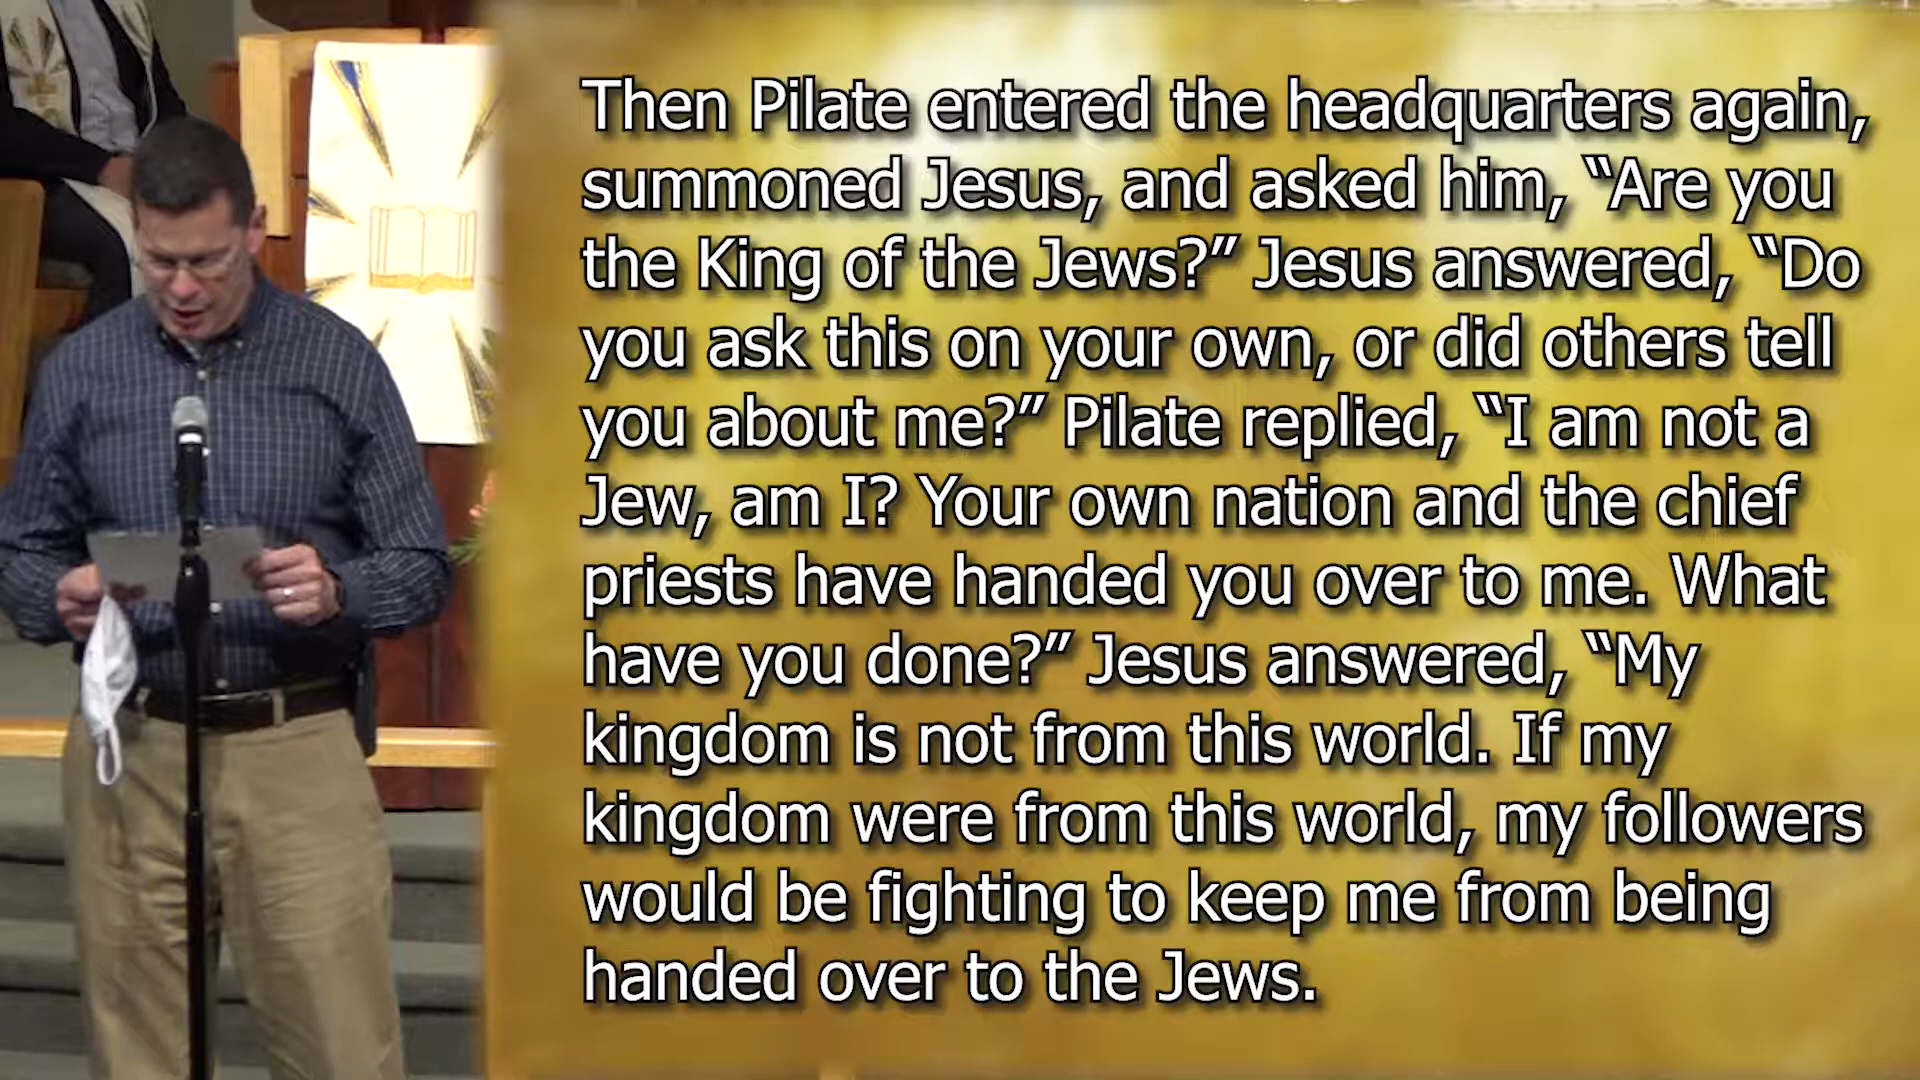 Then Pilate entered the headquarters again,
summoned Jesus, and asked him, “Are you
the King of the Jews?” Jesus answered, “Do
you ask this on your own, or did others tell
you about me?” Pilate replied, “I am not a
Jew, am I? Your own nation and the chief
priests have handed you over to me. What
have you done?” Jesus answered, “My
kingdom is not from this world. If my
kingdom were from this world, my followers
would be fighting to keep me from being
handed over to the Jews.